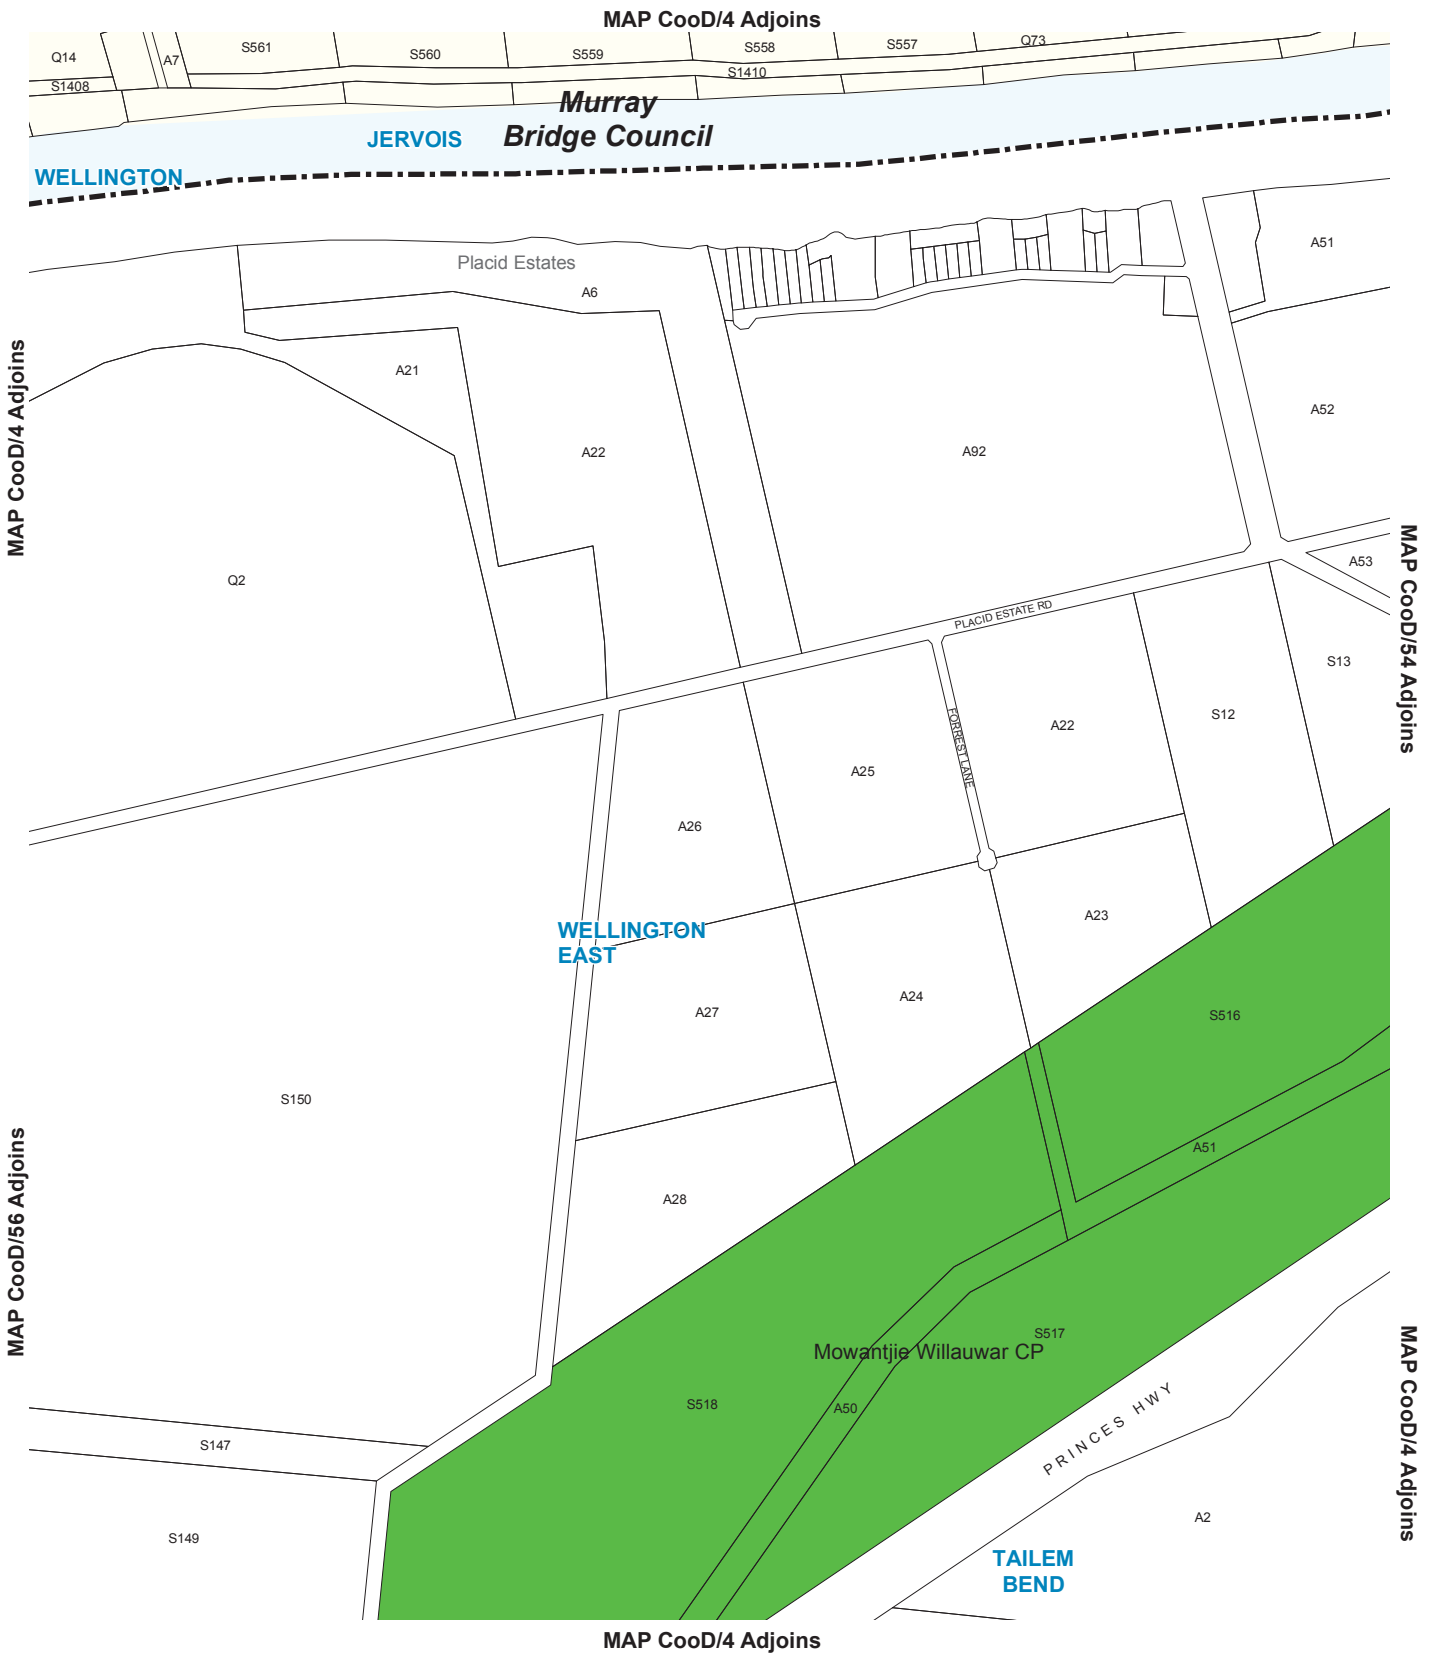 MAP CooD/4 Adjoins
Q14
A7
S561
S560
S559
S558
S557
Q73
S1408
S1410
Murray
Bridge Council
JERVOIS
WELLINGTON
Placid Estates
A6
A51
MAP CooD/4 Adjoins
A21
A22
A92
A52
Q2
A53
MAP CooD/54 Adjoins
PLACID ESTATE RD
S13
FORREST LANE
A22
S12
A25
A26
WELLINGTON
EAST
A23
A24
A27
S516
S150
A51
MAP CooD/56 Adjoins
A28
S517
Mowantjie Willauwar CP
S518
A50
MAP CooD/4 Adjoins
PRINCES HWY
S147
S149
A2
TAILEM
BEND
MAP CooD/4 Adjoins